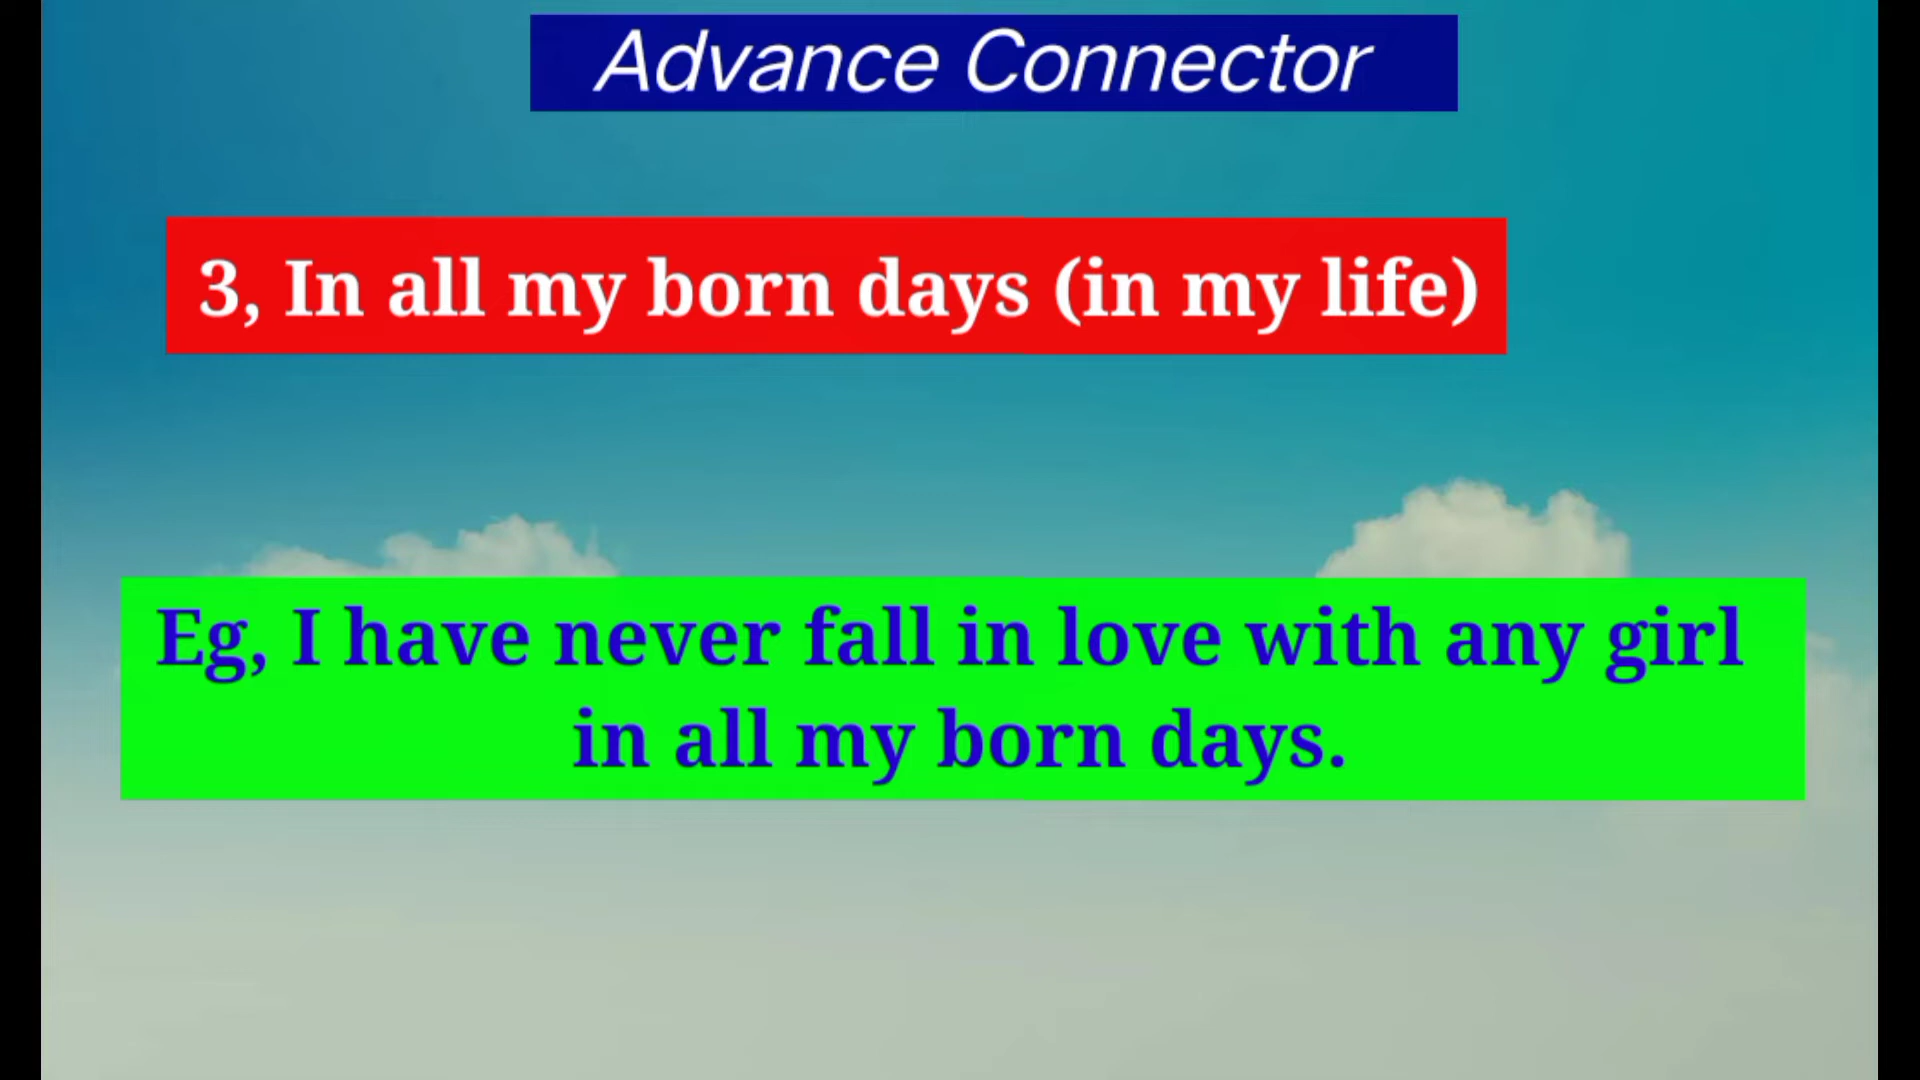 Advance Connector
3, In all my born days (in my life)
Eg, I have never fall in love with any girl
in all my born days.